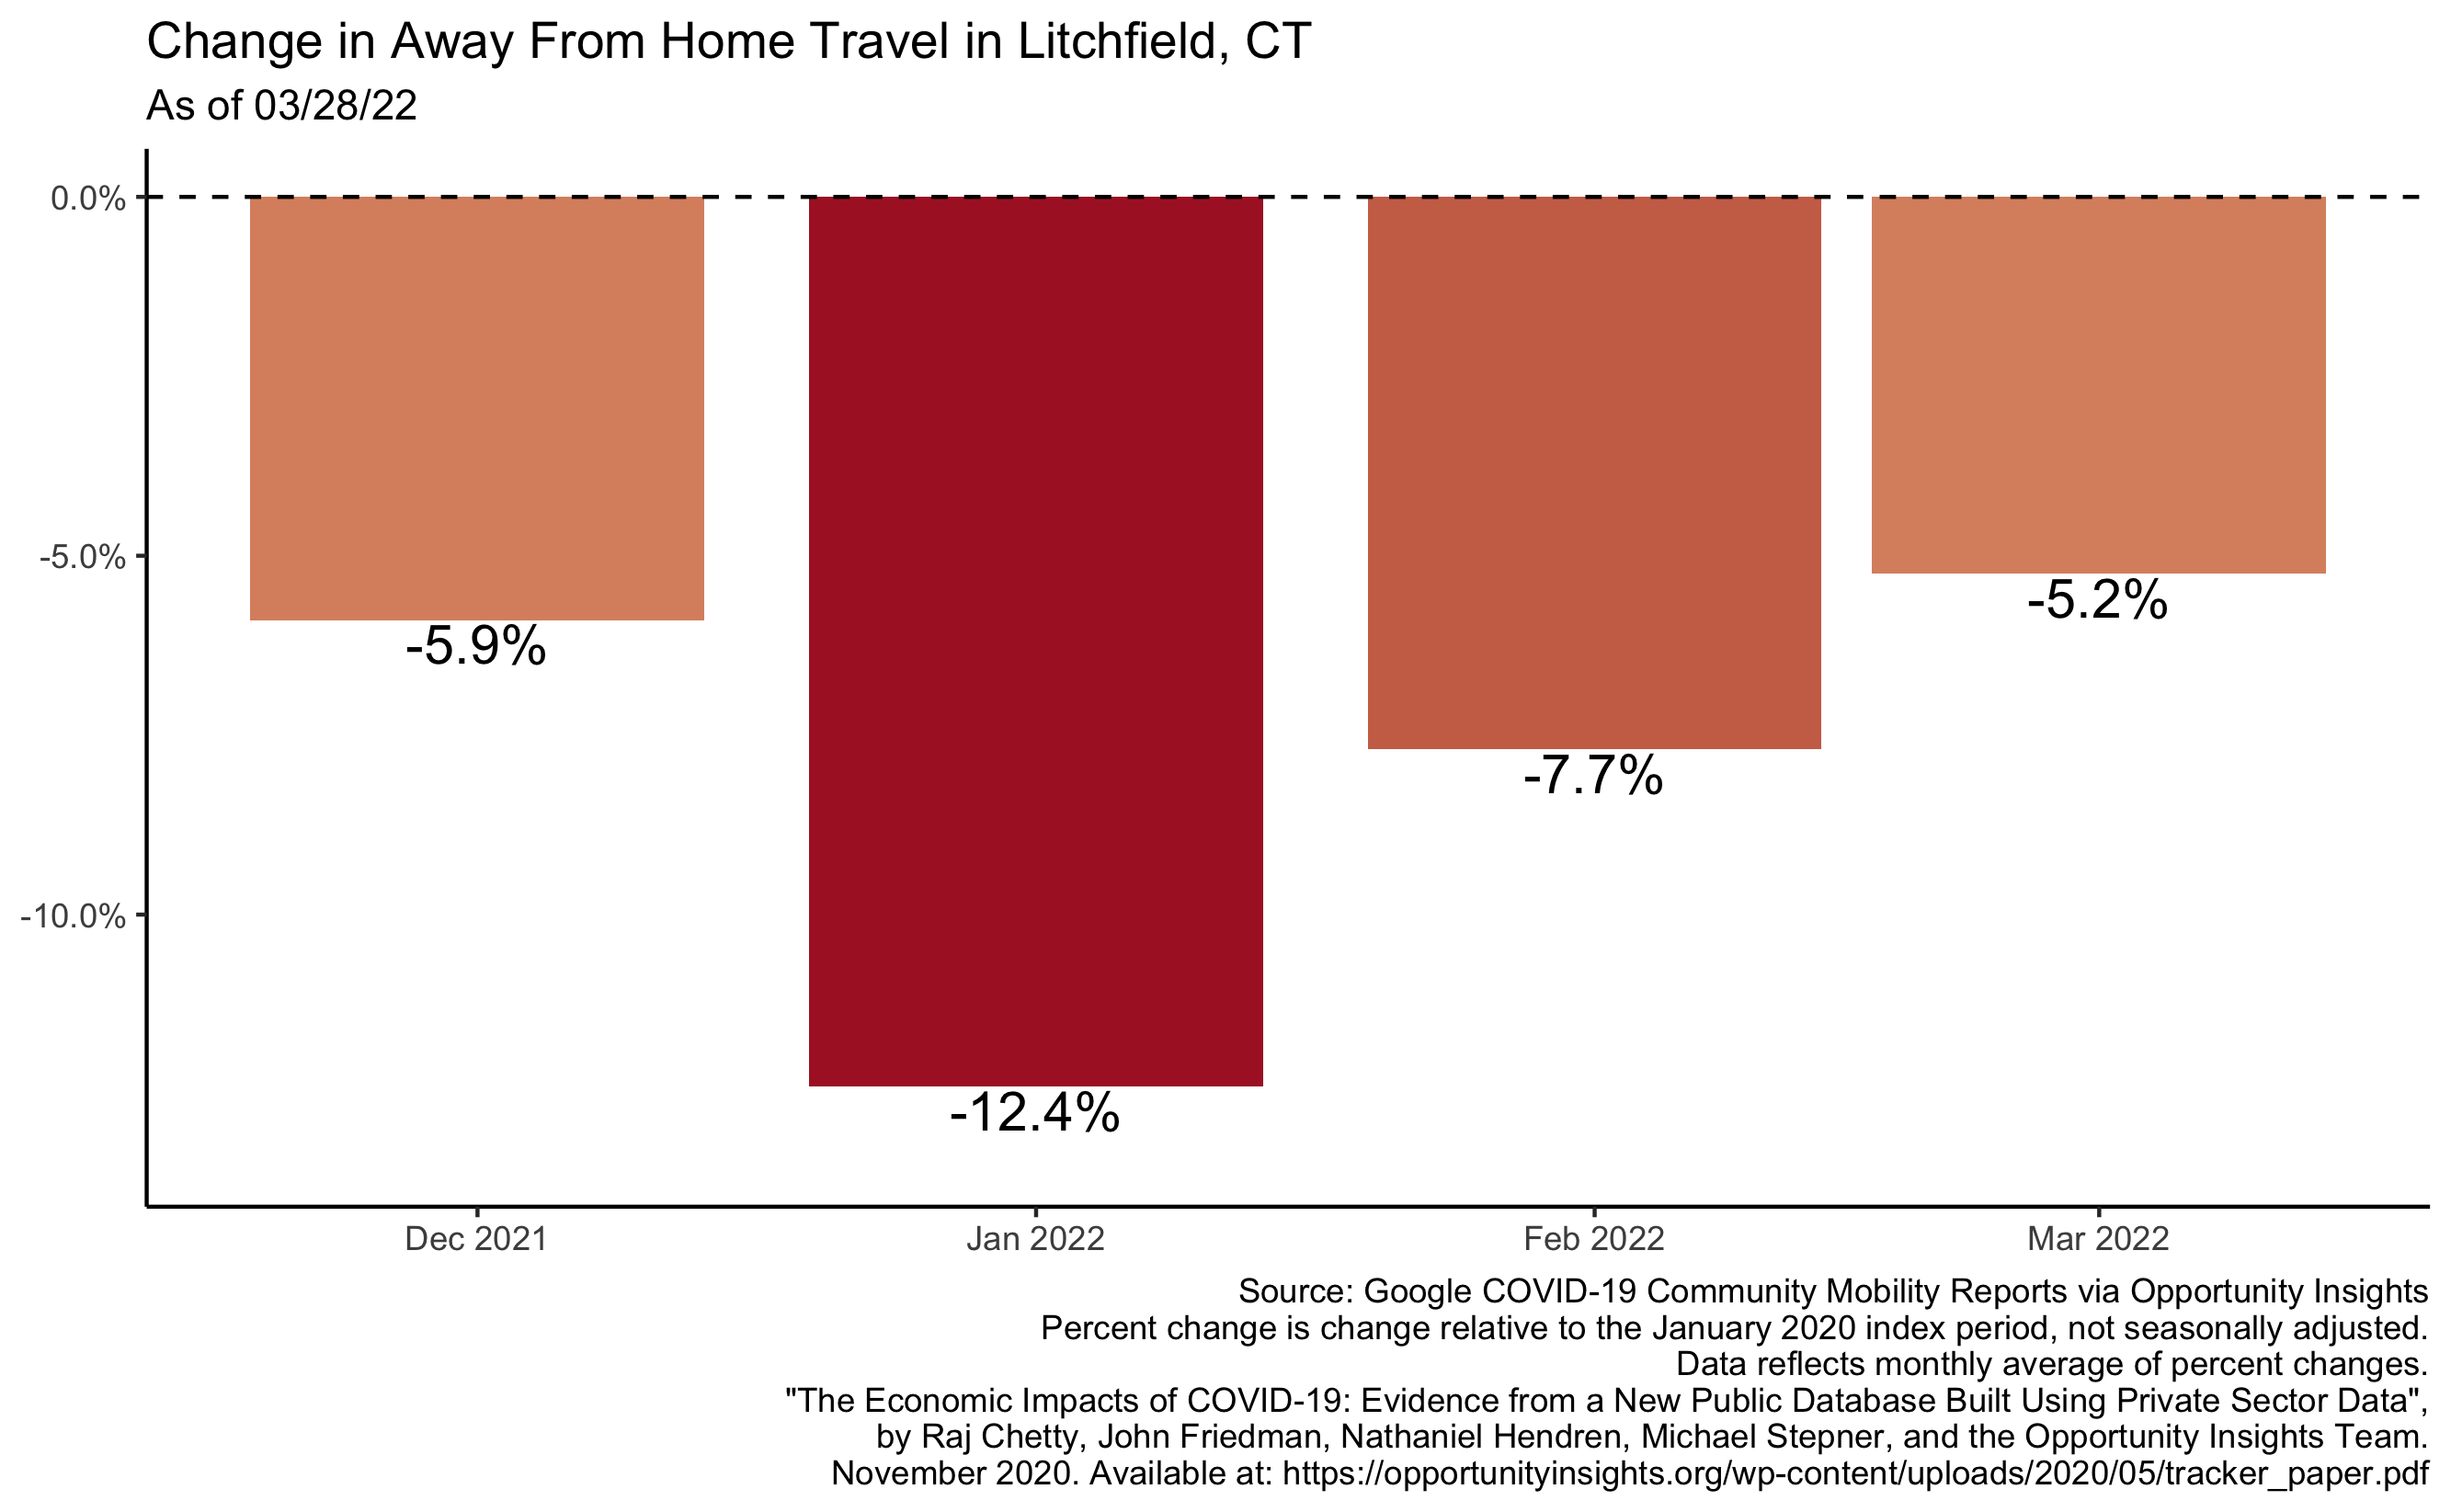 Change in Away From Home Travel in Litchfield, CT
As of 03/28/22
0.0%
-5.0%
-10.0%
-5.9%
-12.4%
-7.7%
-5.2%
Dec 2021
Jan 2022
Feb 2022
Mar 2022
Source: Google COVID-19 Community Mobility Reports via Opportunity Insights
Percent change is change relative to the January 2020 index period, not seasonally adjusted.
Data reflects monthly average of percent changes.
"The Economic Impacts of COVID-19: Evidence from a New Public Database Built Using Private Sector Data",
by Raj Chetty, John Friedman, Nathaniel Hendren, Michael Stepner, and the Opportunity Insights Team.
November 2020. Available at: https://opportunityinsights.org/wp-content/uploads/2020/05/tracker_paper.pdf